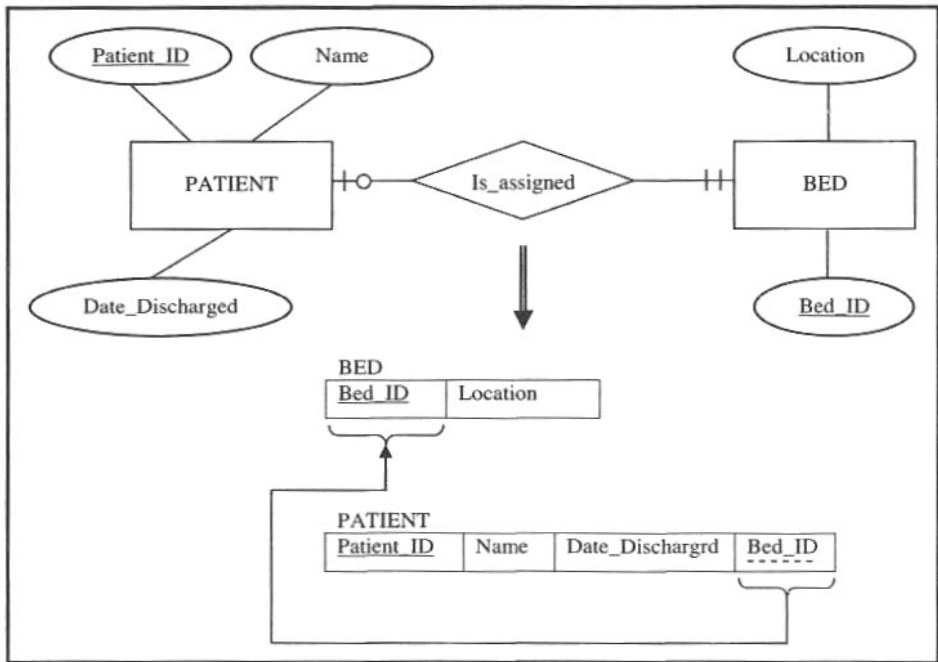 Patient_ID
Name
Location
PATIENT
Is_assigned
BED
Date_Discharged
Bed_ID
BED
Bed_ID Location
PATIENT
Patient_ID Name Date_Dischargrd Bed_ID